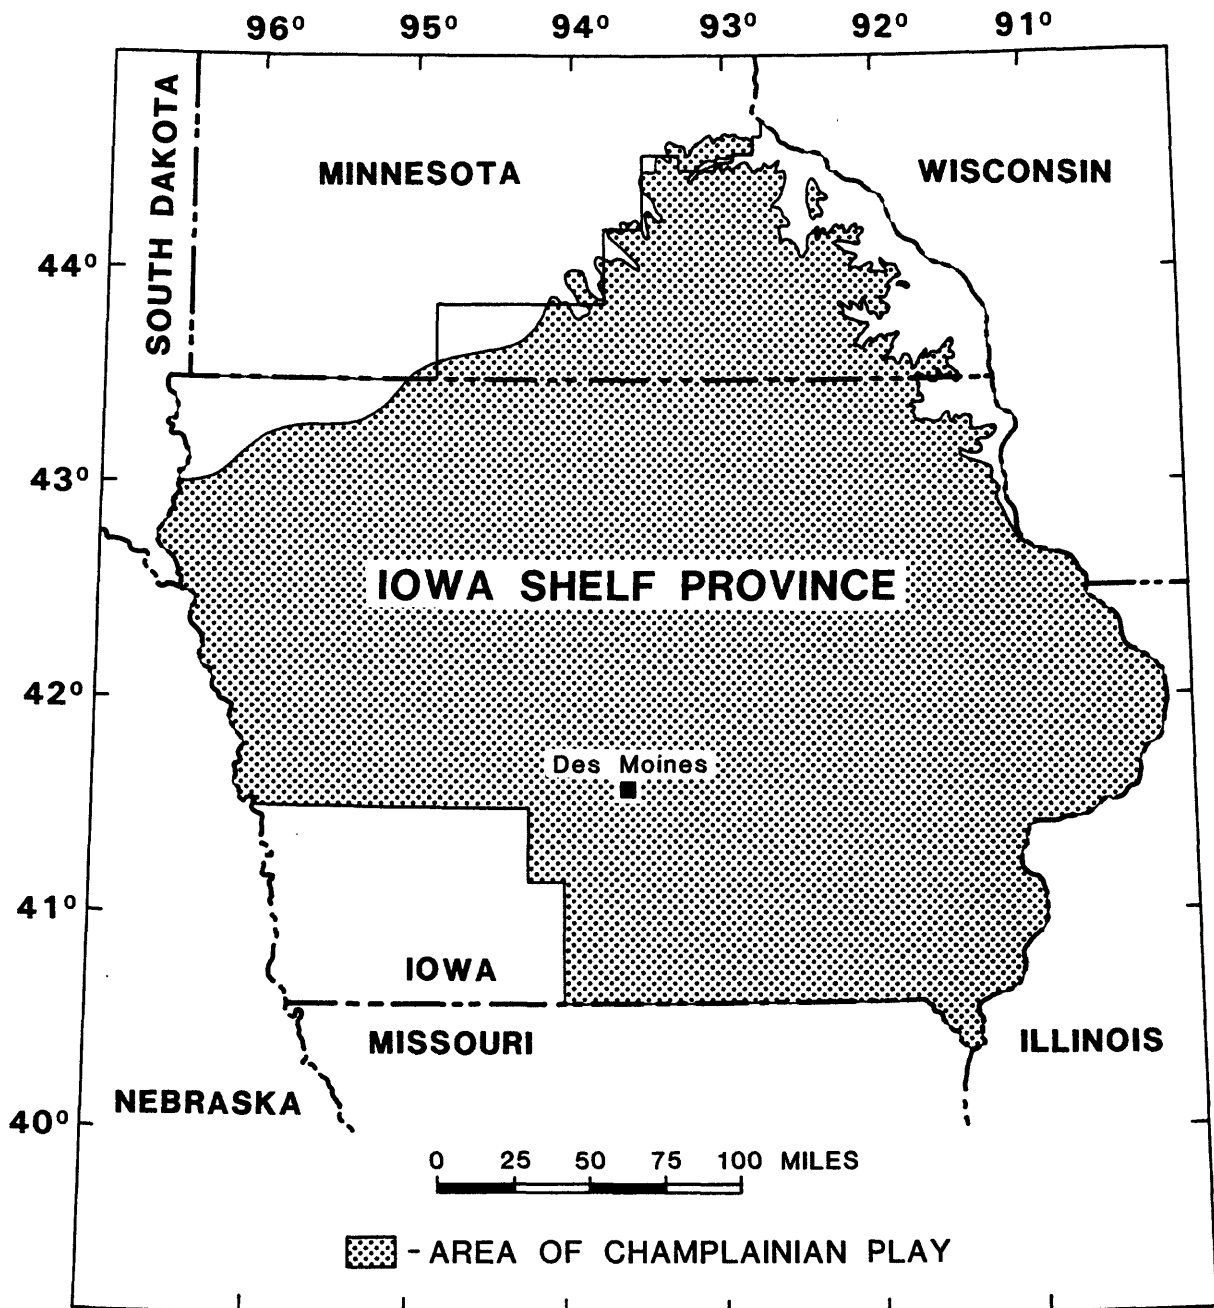 96° 95° 94° 93° 92° 91°
SOUTH DAKOTA
MINNESOTA
WISCONSIN
44°
43°
IOWA SHELF PROVINCE
42°
Des Moines
41°
IOWA
MISSOURI
ILLINOIS
NEBRASKA
40°
0 25 50 75 100 MILES
- AREA OF CHAMPLAINIAN PLAY